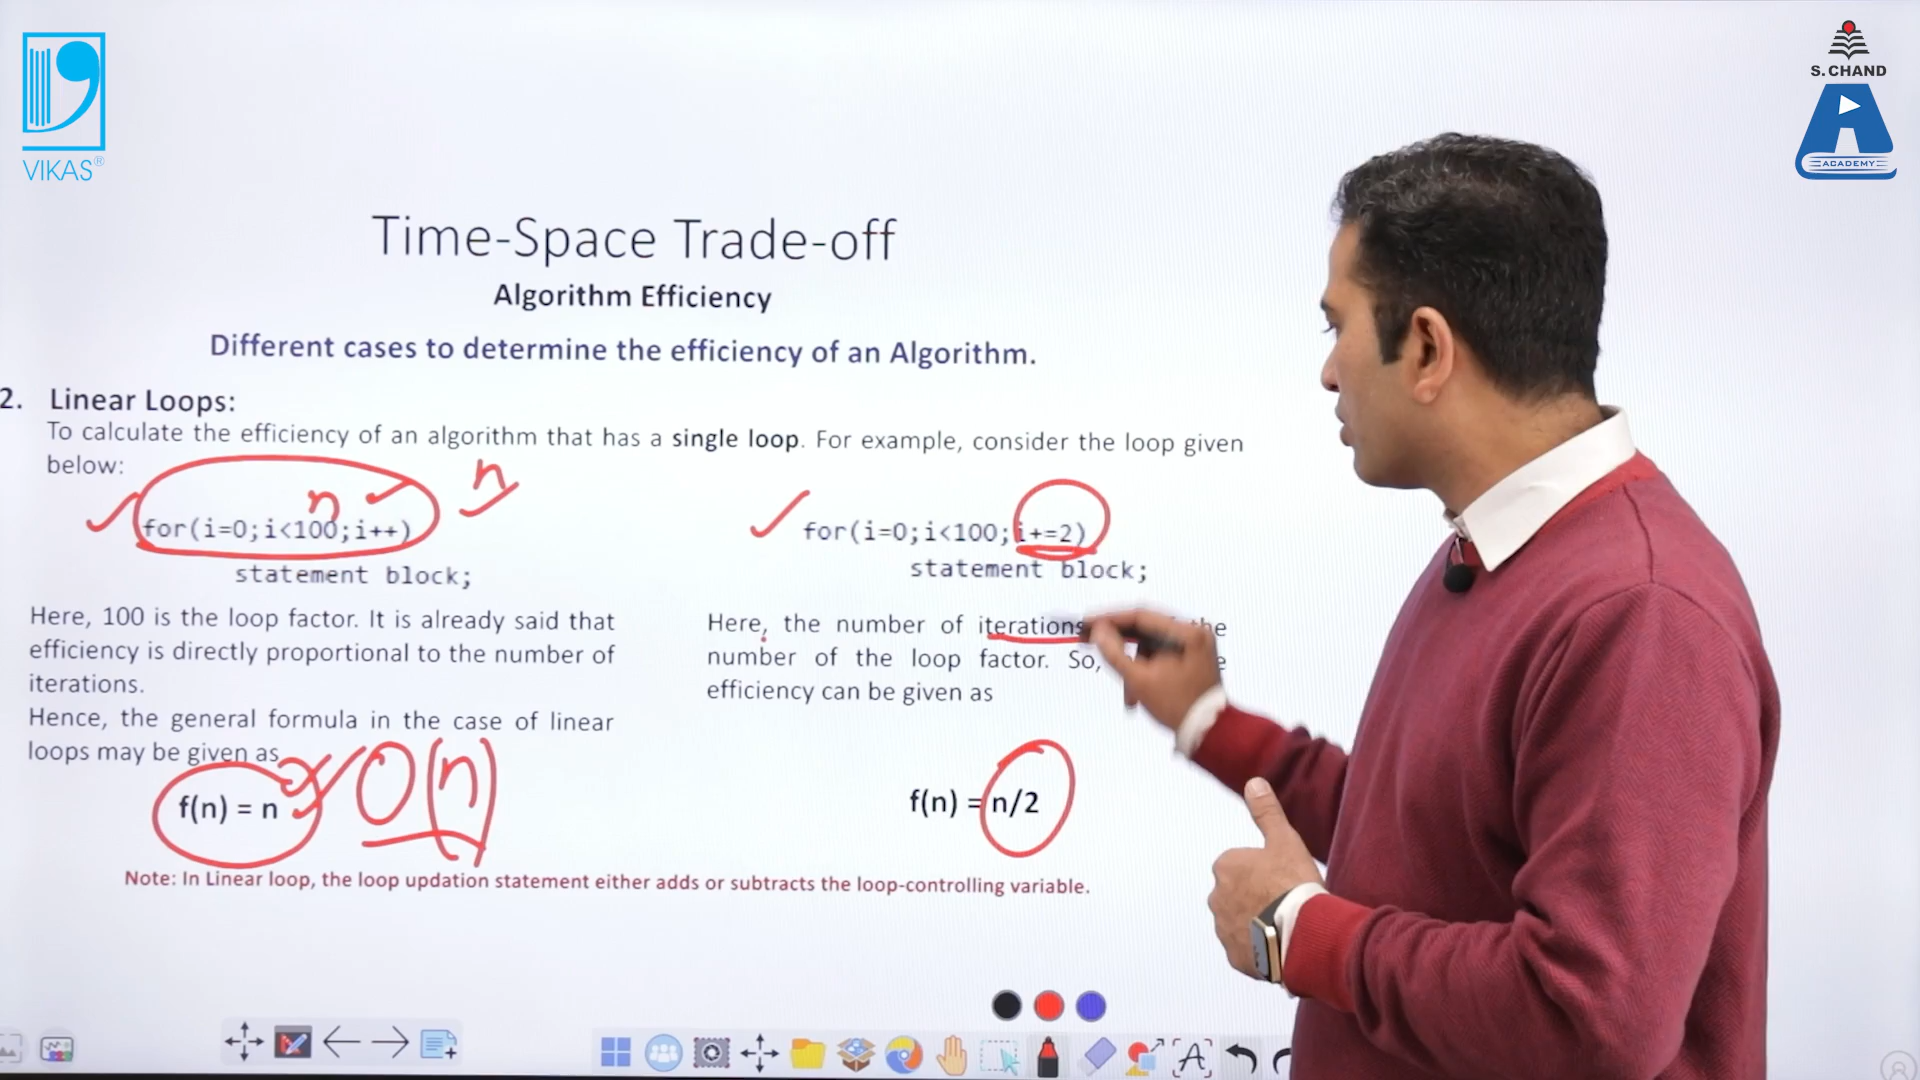 VIKAS®
S. CHAND
ACADEMY
Time-Space Trade-off
Algorithm Efficiency
Different cases to determine the efficiency of an Algorithm.
2. Linear Loops:
To calculate the efficiency of an algorithm that has a single loop. For example, consider the loop given
below:
n
n
for(i=0;i<100;i++)
statement block;
Here, 100 is the loop factor. It is already said that
efficiency is directly proportional to the number of
iterations.
Hence, the general formula in the case of linear
loops may be given as
f(n) = n
O(n)
for(i=0;i<100;i+=2)
statement block;
Here, the number of iterations the
number of the loop factor. So,
efficiency can be given as
f(n) = n/2
Note: In Linear loop, the loop updation statement either adds or subtracts the loop-controlling variable.